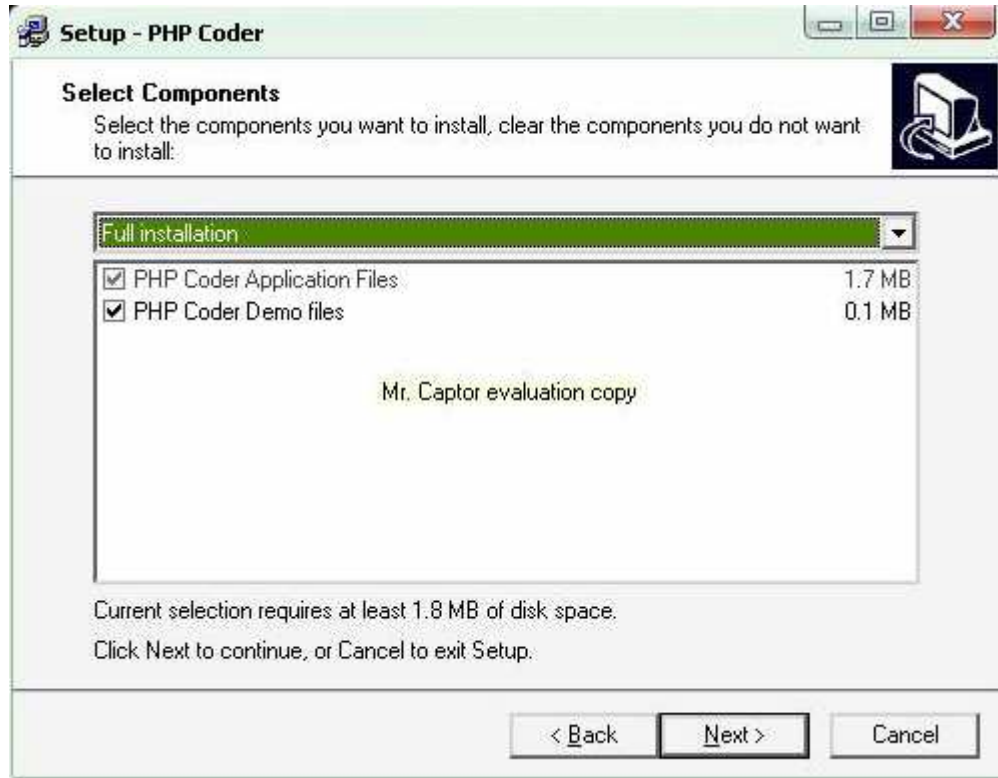 Setup - PHP Coder
Select Components
Select the components you want to install, clear the components you do not want
to install:
Full installation
PHP Coder Application Files 1.7 MB
PHP Coder Demo files 0.1 MB
Mr. Captor evaluation copy
Current selection requires at least 1.8 MB of disk space.
Click Next to continue, or Cancel to exit Setup.
< Back Next > Cancel